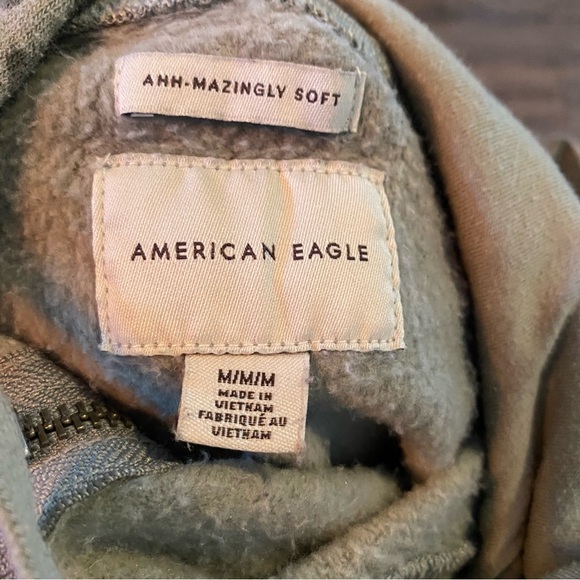 AHH-MAZINGLY SOFT
AMERICAN EAGLE
M/M/M
MADE IN
VIETNAM
FABRIQUÉ AU
VIETNAM